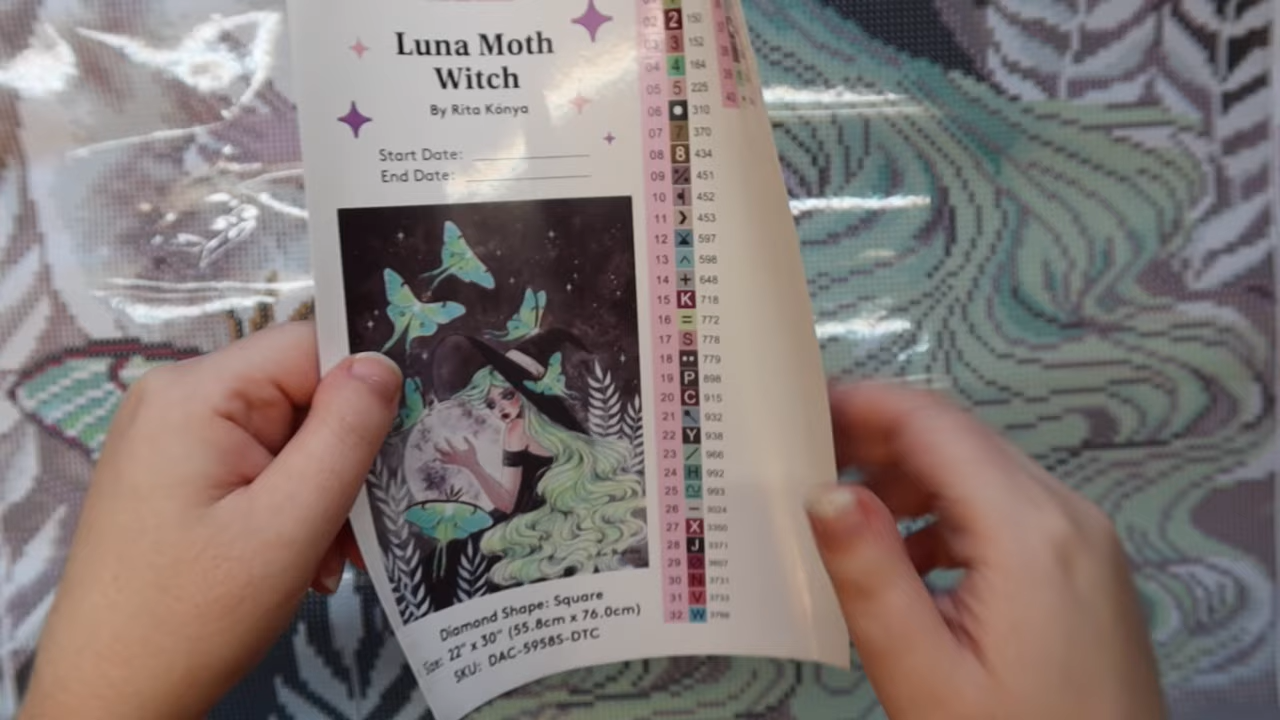 Luna Moth
Witch
By Rita Kónya
Start Date:
End Date:
02 2 150
03 3 152
04 4 164
05 5 225
06 310
07 7 370
08 8 434
09 451
10 452
11 453
12 597
13 598
14 + 648
15 K 718
16 = 772
17 S 778
18 779
19 P 898
20 C 915
21 932
22 Y 938
23 / 966
24 H 992
25 993
26 − 3024
27 X 3350
28 J 3371
29 3607
30 N 3731
31 V 3733
32 W 3766
38
39
40
Diamond Shape: Square
Size: 22" x 30" (55.8cm x 76.0cm)
SKU: DAC-5958S-DTC